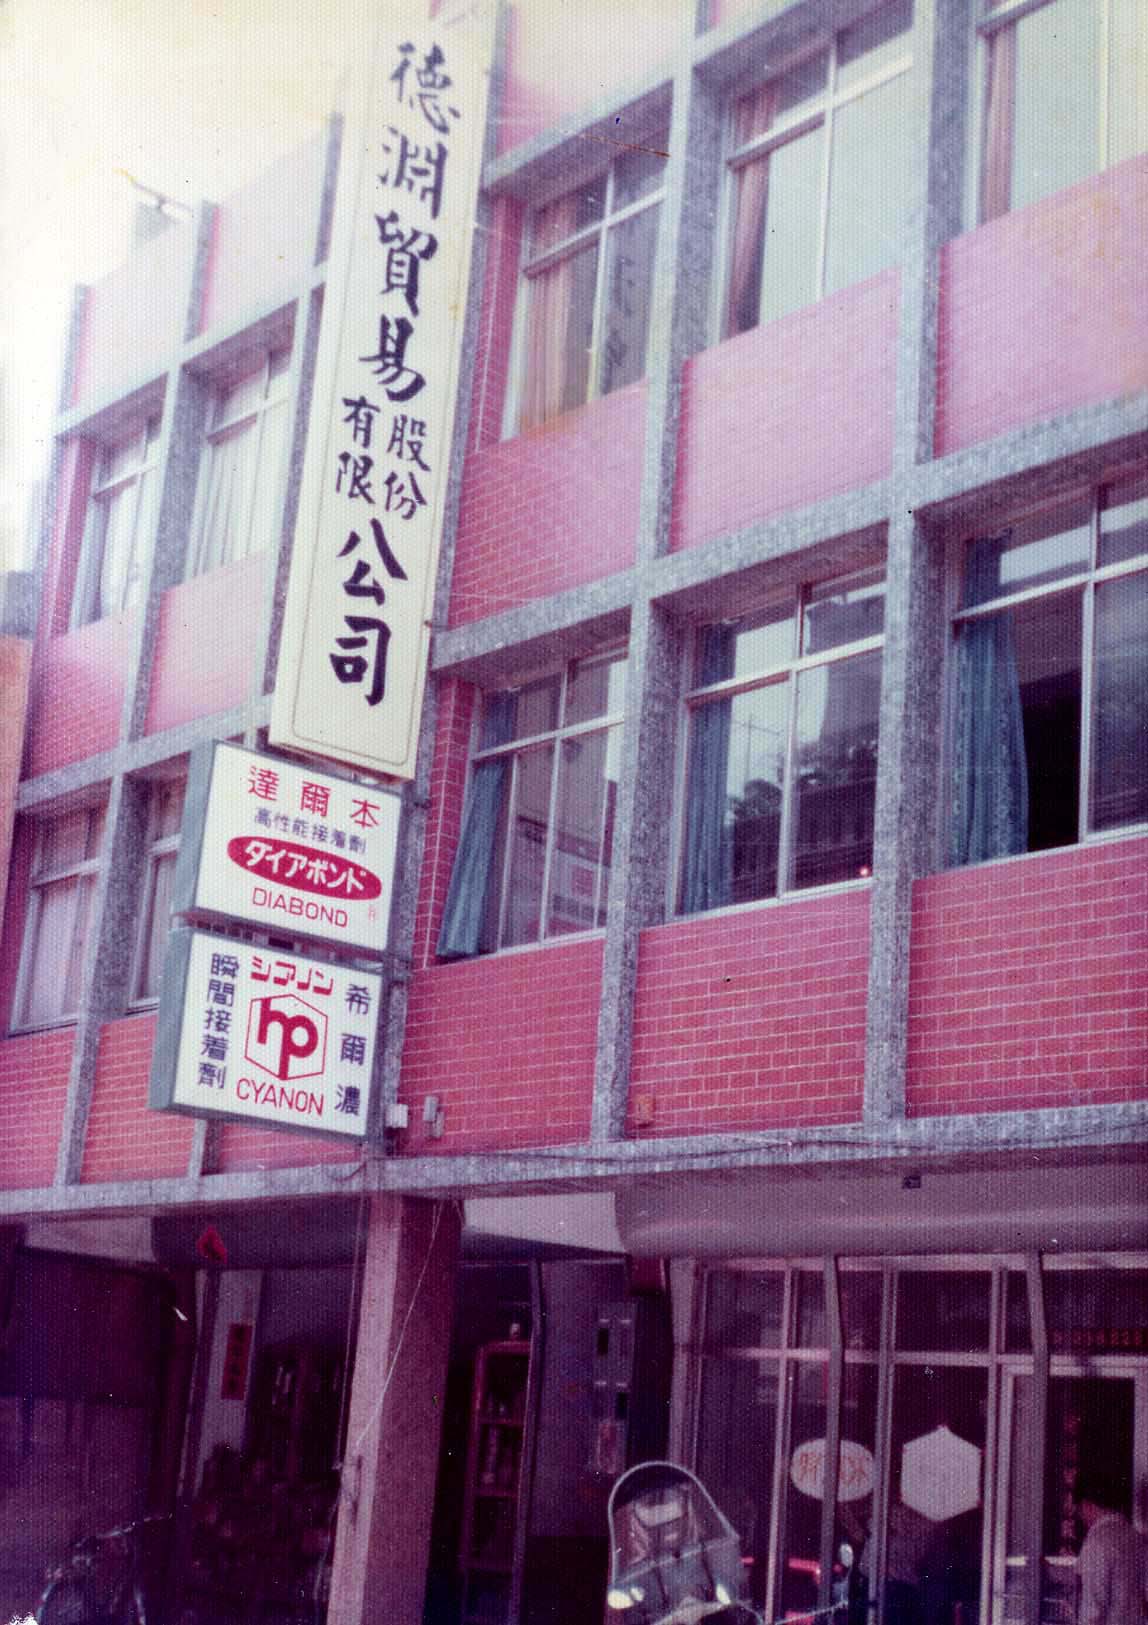 德淵貿易股份有限公司
達爾本
高性能接着劑
ダイアボンド
DIABOND
シアノン
希爾濃
瞬間接着劑
hp
CYANON